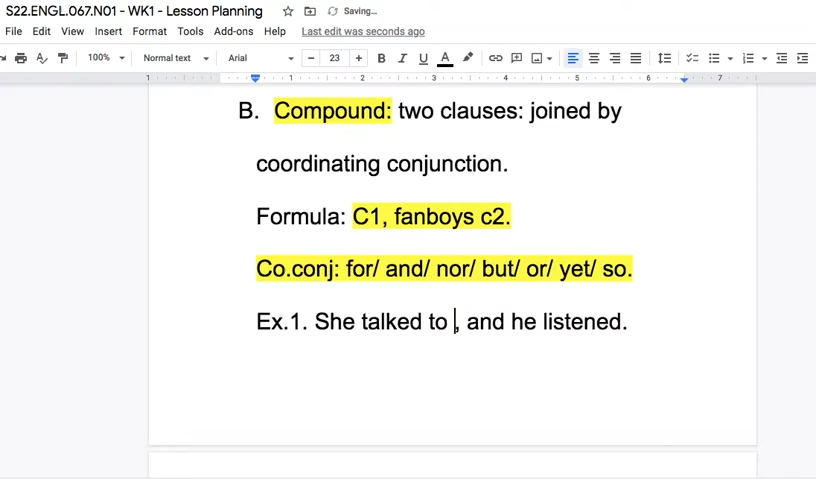 S22.ENGL.067.N01 - WK1 - Lesson Planning
Saving...
File Edit View Insert Format Tools Add-ons Help Last edit was seconds ago
100% Normal text Arial 23 B I U A
1 1 2 3 4 5 6 7
B. Compound: two clauses: joined by
coordinating conjunction.
Formula: C1, fanboys c2.
Co.conj: for/ and/ nor/ but/ or/ yet/ so.
Ex.1. She talked to , and he listened.